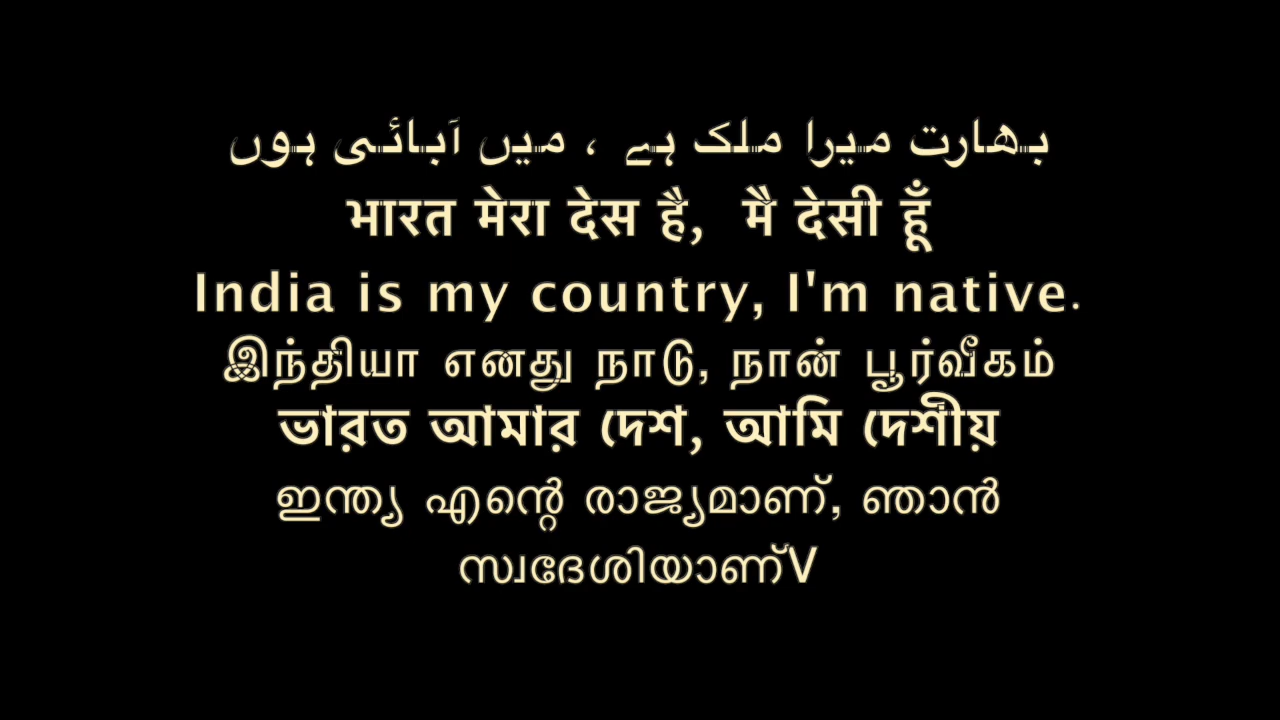 بھارت میرا ملک ہے ، میں آبائی ہوں
भारत मेरा देस है, मै देसी हूँ
India is my country, I'm native.
இந்தியா எனது நாடு, நான் பூர்வீகம்
ভারত আমার দেশ, আমি দেশীয়
ഇന്ത്യ എന്റെ രാജ്യമാണ്, ഞാൻ
സ്വദേശിയാണ്V